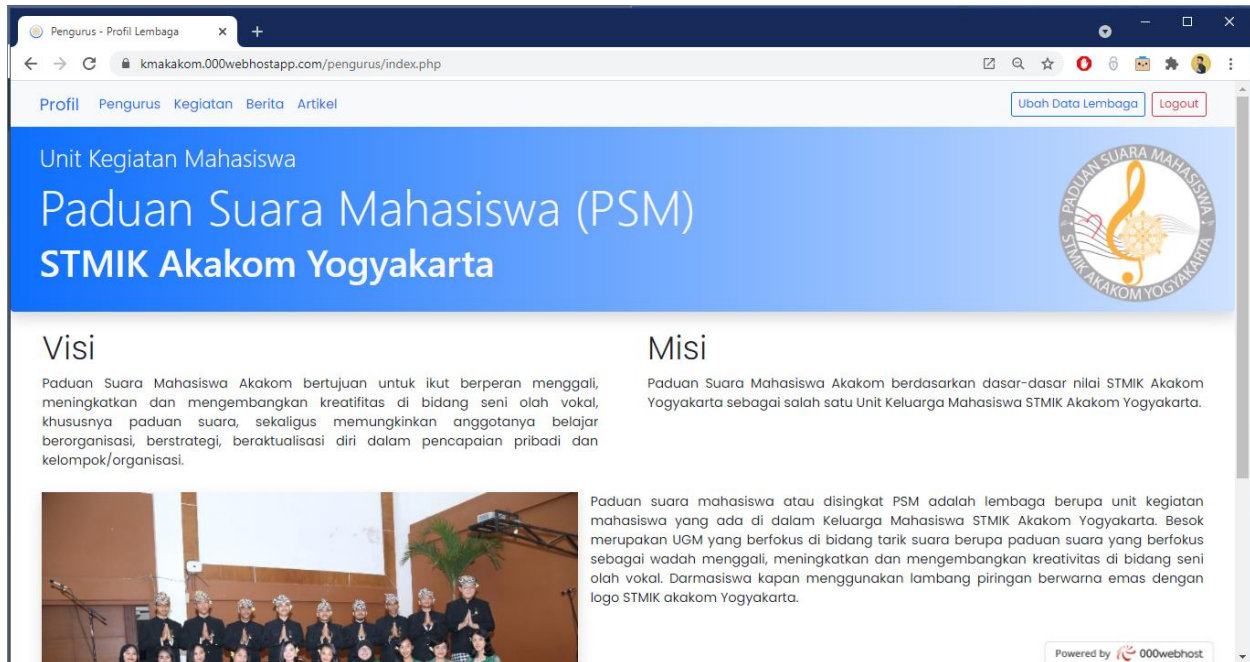 Pengurus - Profil Lembaga
kmakakom.000webhostapp.com/pengurus/index.php
Profil Pengurus Kegiatan Berita Artikel Ubah Data Lembaga Logout
Unit Kegiatan Mahasiswa
Paduan Suara Mahasiswa (PSM)
STMIK Akakom Yogyakarta
PADUAN SUARA MAHASISWA
STMIK AKAKOM YOGYAKARTA
Visi
Paduan Suara Mahasiswa Akakom bertujuan untuk ikut berperan menggali,
meningkatkan dan mengembangkan kreatifitas di bidang seni olah vokal,
khususnya paduan suara, sekaligus memungkinkan anggotanya belajar
berorganisasi, berstrategi, beraktualisasi diri dalam pencapaian pribadi dan
kelompok/organisasi.
Misi
Paduan Suara Mahasiswa Akakom berdasarkan dasar-dasar nilai STMIK Akakom
Yogyakarta sebagai salah satu Unit Keluarga Mahasiswa STMIK Akakom Yogyakarta.
Paduan suara mahasiswa atau disingkat PSM adalah lembaga berupa unit kegiatan
mahasiswa yang ada di dalam Keluarga Mahasiswa STMIK Akakom Yogyakarta. Besok
merupakan UGM yang berfokus di bidang tarik suara berupa paduan suara yang berfokus
sebagai wadah menggali, meningkatkan dan mengembangkan kreativitas di bidang seni
olah vokal. Darmasiswa kapan menggunakan lambang piringan berwarna emas dengan
logo STMIK akakom Yogyakarta.
Powered by 000webhost